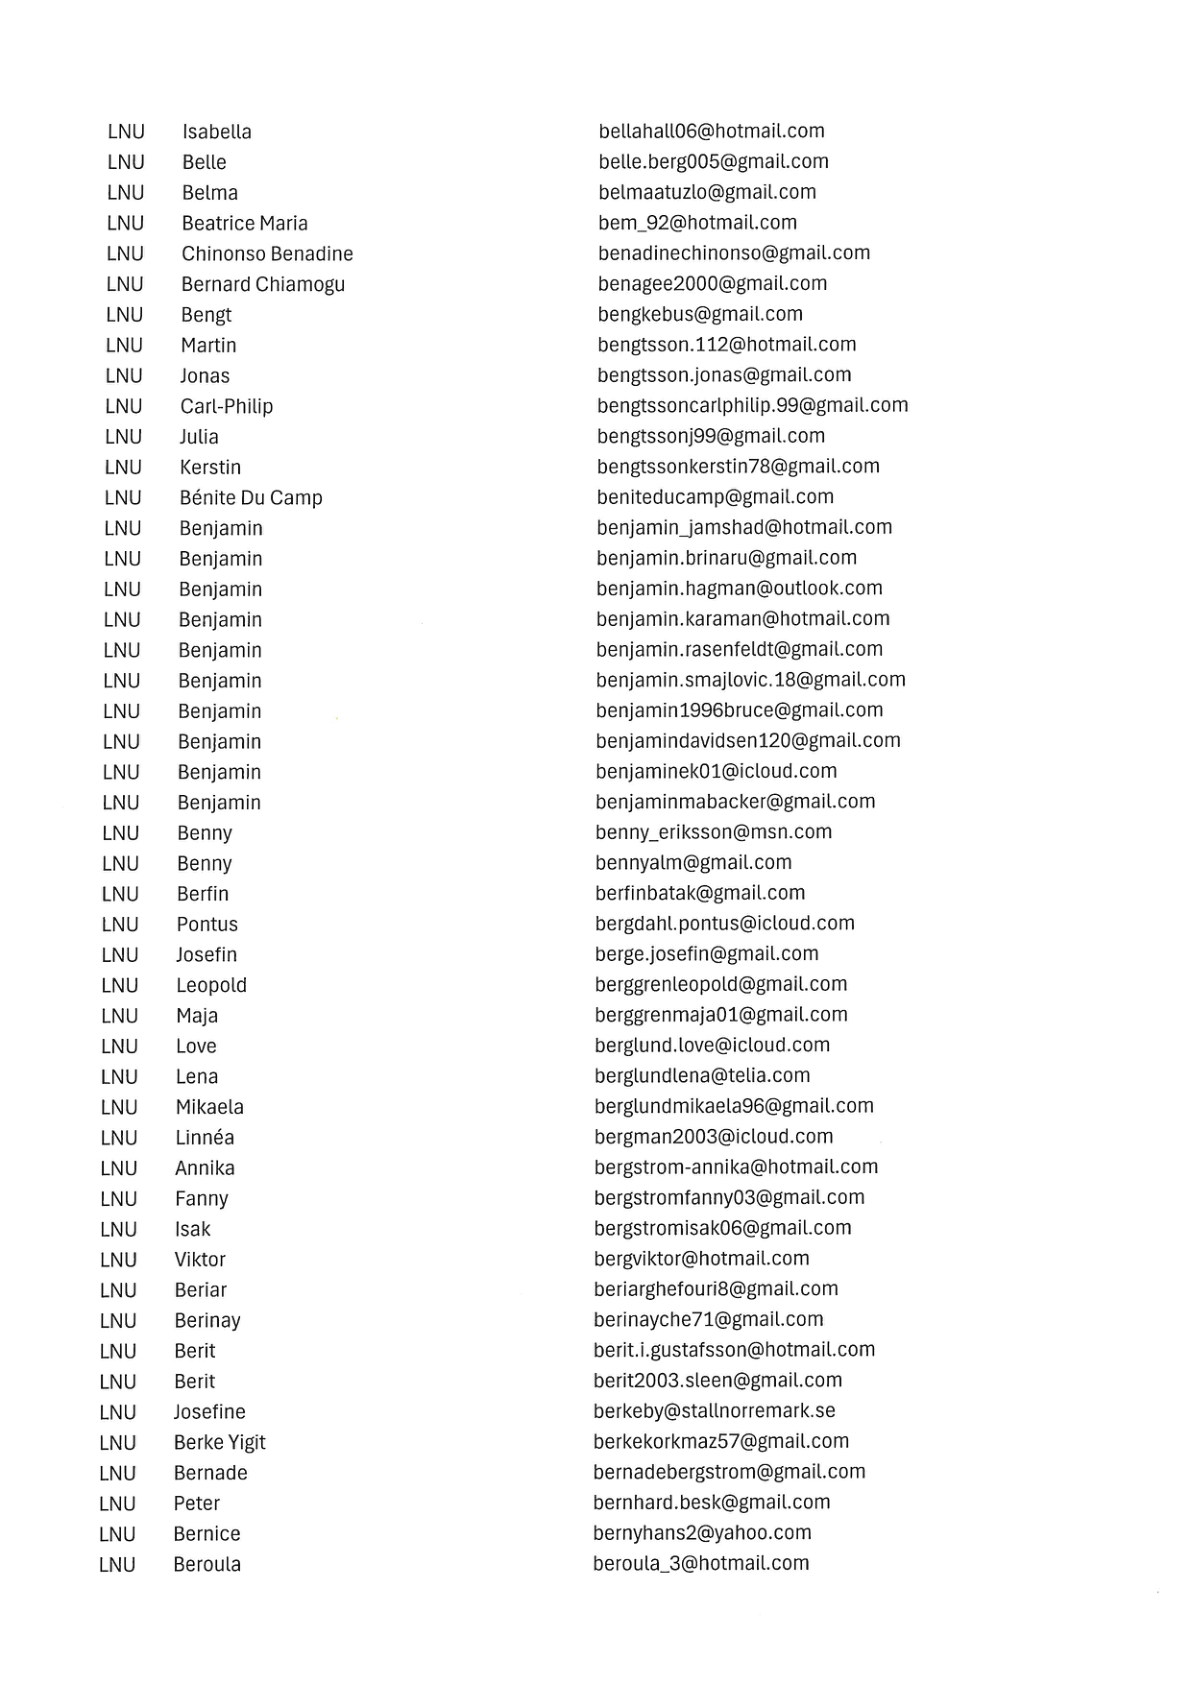 LNU Isabella bellahall06@hotmail.com
LNU Belle belle.berg005@gmail.com
LNU Belma belmaatuzlo@gmail.com
LNU Beatrice Maria bem_92@hotmail.com
LNU Chinonso Benadine benadinechinonso@gmail.com
LNU Bernard Chiamogu benagee2000@gmail.com
LNU Bengt bengkebus@gmail.com
LNU Martin bengtsson.112@hotmail.com
LNU Jonas bengtsson.jonas@gmail.com
LNU Carl-Philip bengtssoncarlphilip.99@gmail.com
LNU Julia bengtssonj99@gmail.com
LNU Kerstin bengtssonkerstin78@gmail.com
LNU Bénite Du Camp beniteducamp@gmail.com
LNU Benjamin benjamin_jamshad@hotmail.com
LNU Benjamin benjamin.brinaru@gmail.com
LNU Benjamin benjamin.hagman@outlook.com
LNU Benjamin benjamin.karaman@hotmail.com
LNU Benjamin benjamin.rasenfeldt@gmail.com
LNU Benjamin benjamin.smajlovic.18@gmail.com
LNU Benjamin benjamin1996bruce@gmail.com
LNU Benjamin benjamindavidsen120@gmail.com
LNU Benjamin benjaminek01@icloud.com
LNU Benjamin benjaminmabacker@gmail.com
LNU Benny benny_eriksson@msn.com
LNU Benny bennyalm@gmail.com
LNU Berfin berfinbatak@gmail.com
LNU Pontus bergdahl.pontus@icloud.com
LNU Josefin berge.josefin@gmail.com
LNU Leopold berggrenleopold@gmail.com
LNU Maja berggrenmaja01@gmail.com
LNU Love berglund.love@icloud.com
LNU Lena berglundlena@telia.com
LNU Mikaela berglundmikaela96@gmail.com
LNU Linnéa bergman2003@icloud.com
LNU Annika bergstrom-annika@hotmail.com
LNU Fanny bergstromfanny03@gmail.com
LNU Isak bergstromisak06@gmail.com
LNU Viktor bergviktor@hotmail.com
LNU Beriar beriarghefouri8@gmail.com
LNU Berinay berinayche71@gmail.com
LNU Berit berit.i.gustafsson@hotmail.com
LNU Berit berit2003.sleen@gmail.com
LNU Josefine berkeby@stallnorremark.se
LNU Berke Yigit berkekorkmaz57@gmail.com
LNU Bernade bernadebergstrom@gmail.com
LNU Peter bernhard.besk@gmail.com
LNU Bernice bernyhans2@yahoo.com
LNU Beroula beroula_3@hotmail.com